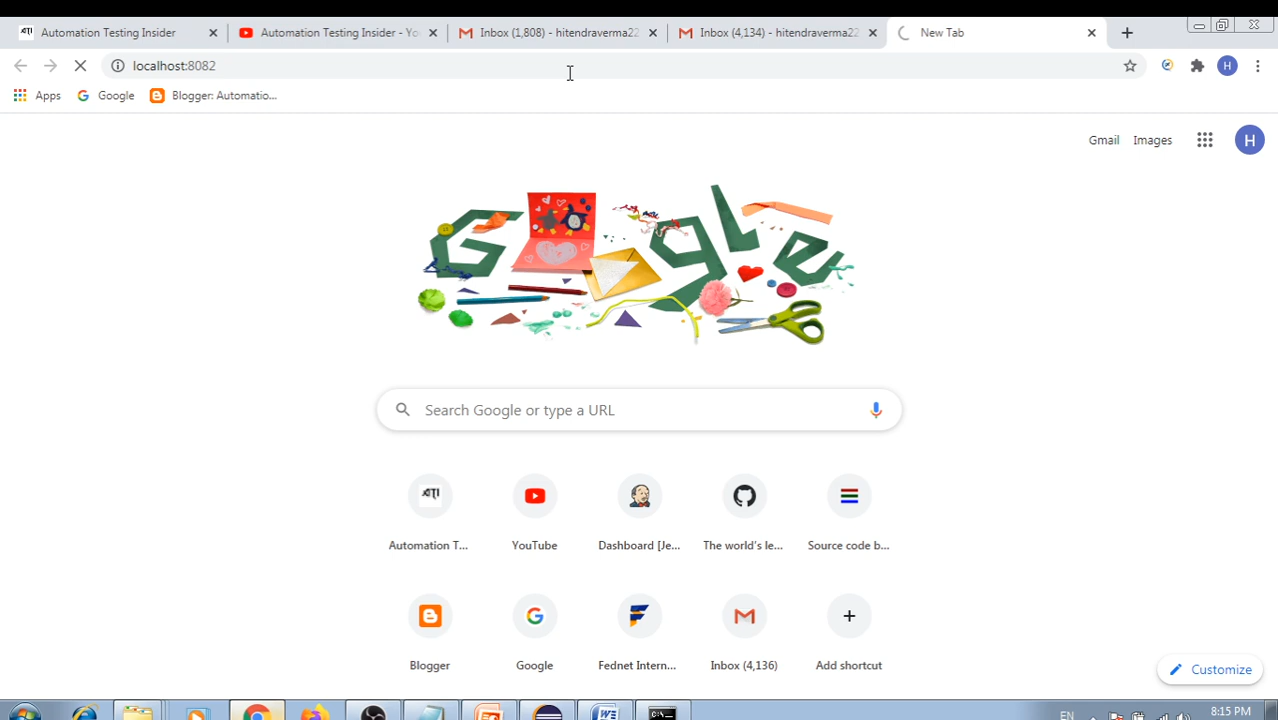 ATI Automation Testing Insider
Automation Testing Insider - Yo
Inbox (1,808) - hitendraverma22
Inbox (4,134) - hitendraverma22
New Tab
localhost:8082
H
Apps
Google
Blogger: Automatio...
Gmail
Images
H
Search Google or type a URL
ATI
Automation T...
YouTube
Dashboard [Je...
The world's le...
Source code b...
Blogger
Google
Fednet Intern...
Inbox (4,136)
Add shortcut
Customize
EN
8:15 PM